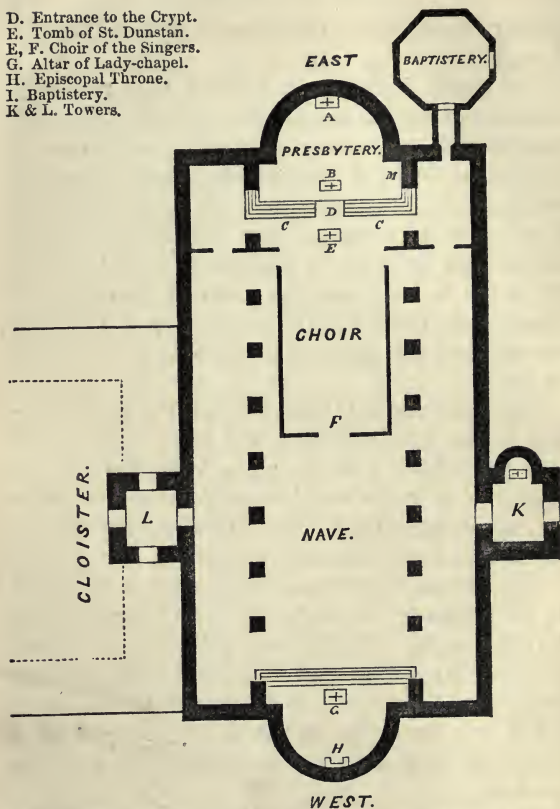 D. Entrance to the Crypt.
E. Tomb of St. Dunstan.
E, F. Choir of the Singers.
G. Altar of Lady-chapel.
H. Episcopal Throne.
I. Baptistery.
K & L. Towers.
EAST
BAPTISTERY.
A
PRESBYTERY.
B
M
D
C
C
E
CHOIR
F
CLOISTER.
L
K
NAVE.
G
H
WEST.